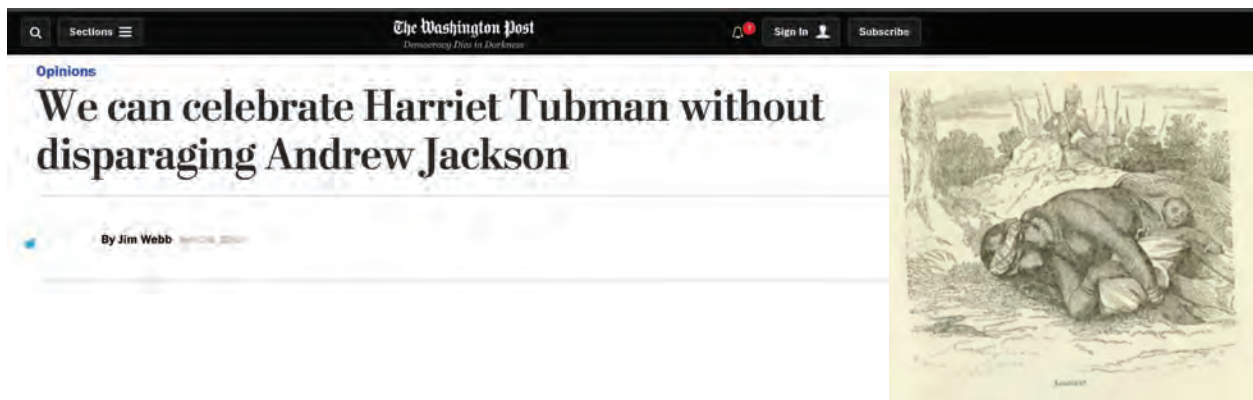 Sections
The Washington Post
Democracy Dies in Darkness
Sign In
Subscribe
Opinions
We can celebrate Harriet Tubman without
disparaging Andrew Jackson
By Jim Webb